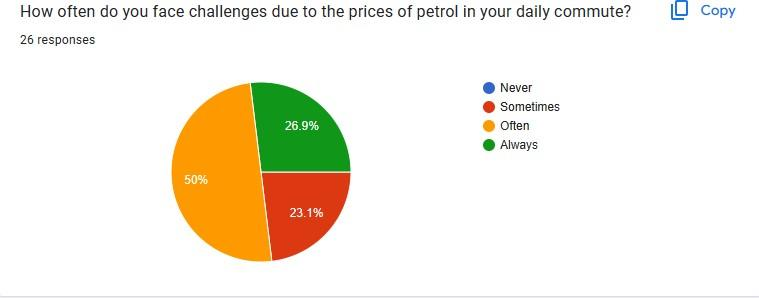 How often do you face challenges due to the prices of petrol in your daily commute?
Copy
26 responses
Never
Sometimes
Often
Always
26.9%
50%
23.1%